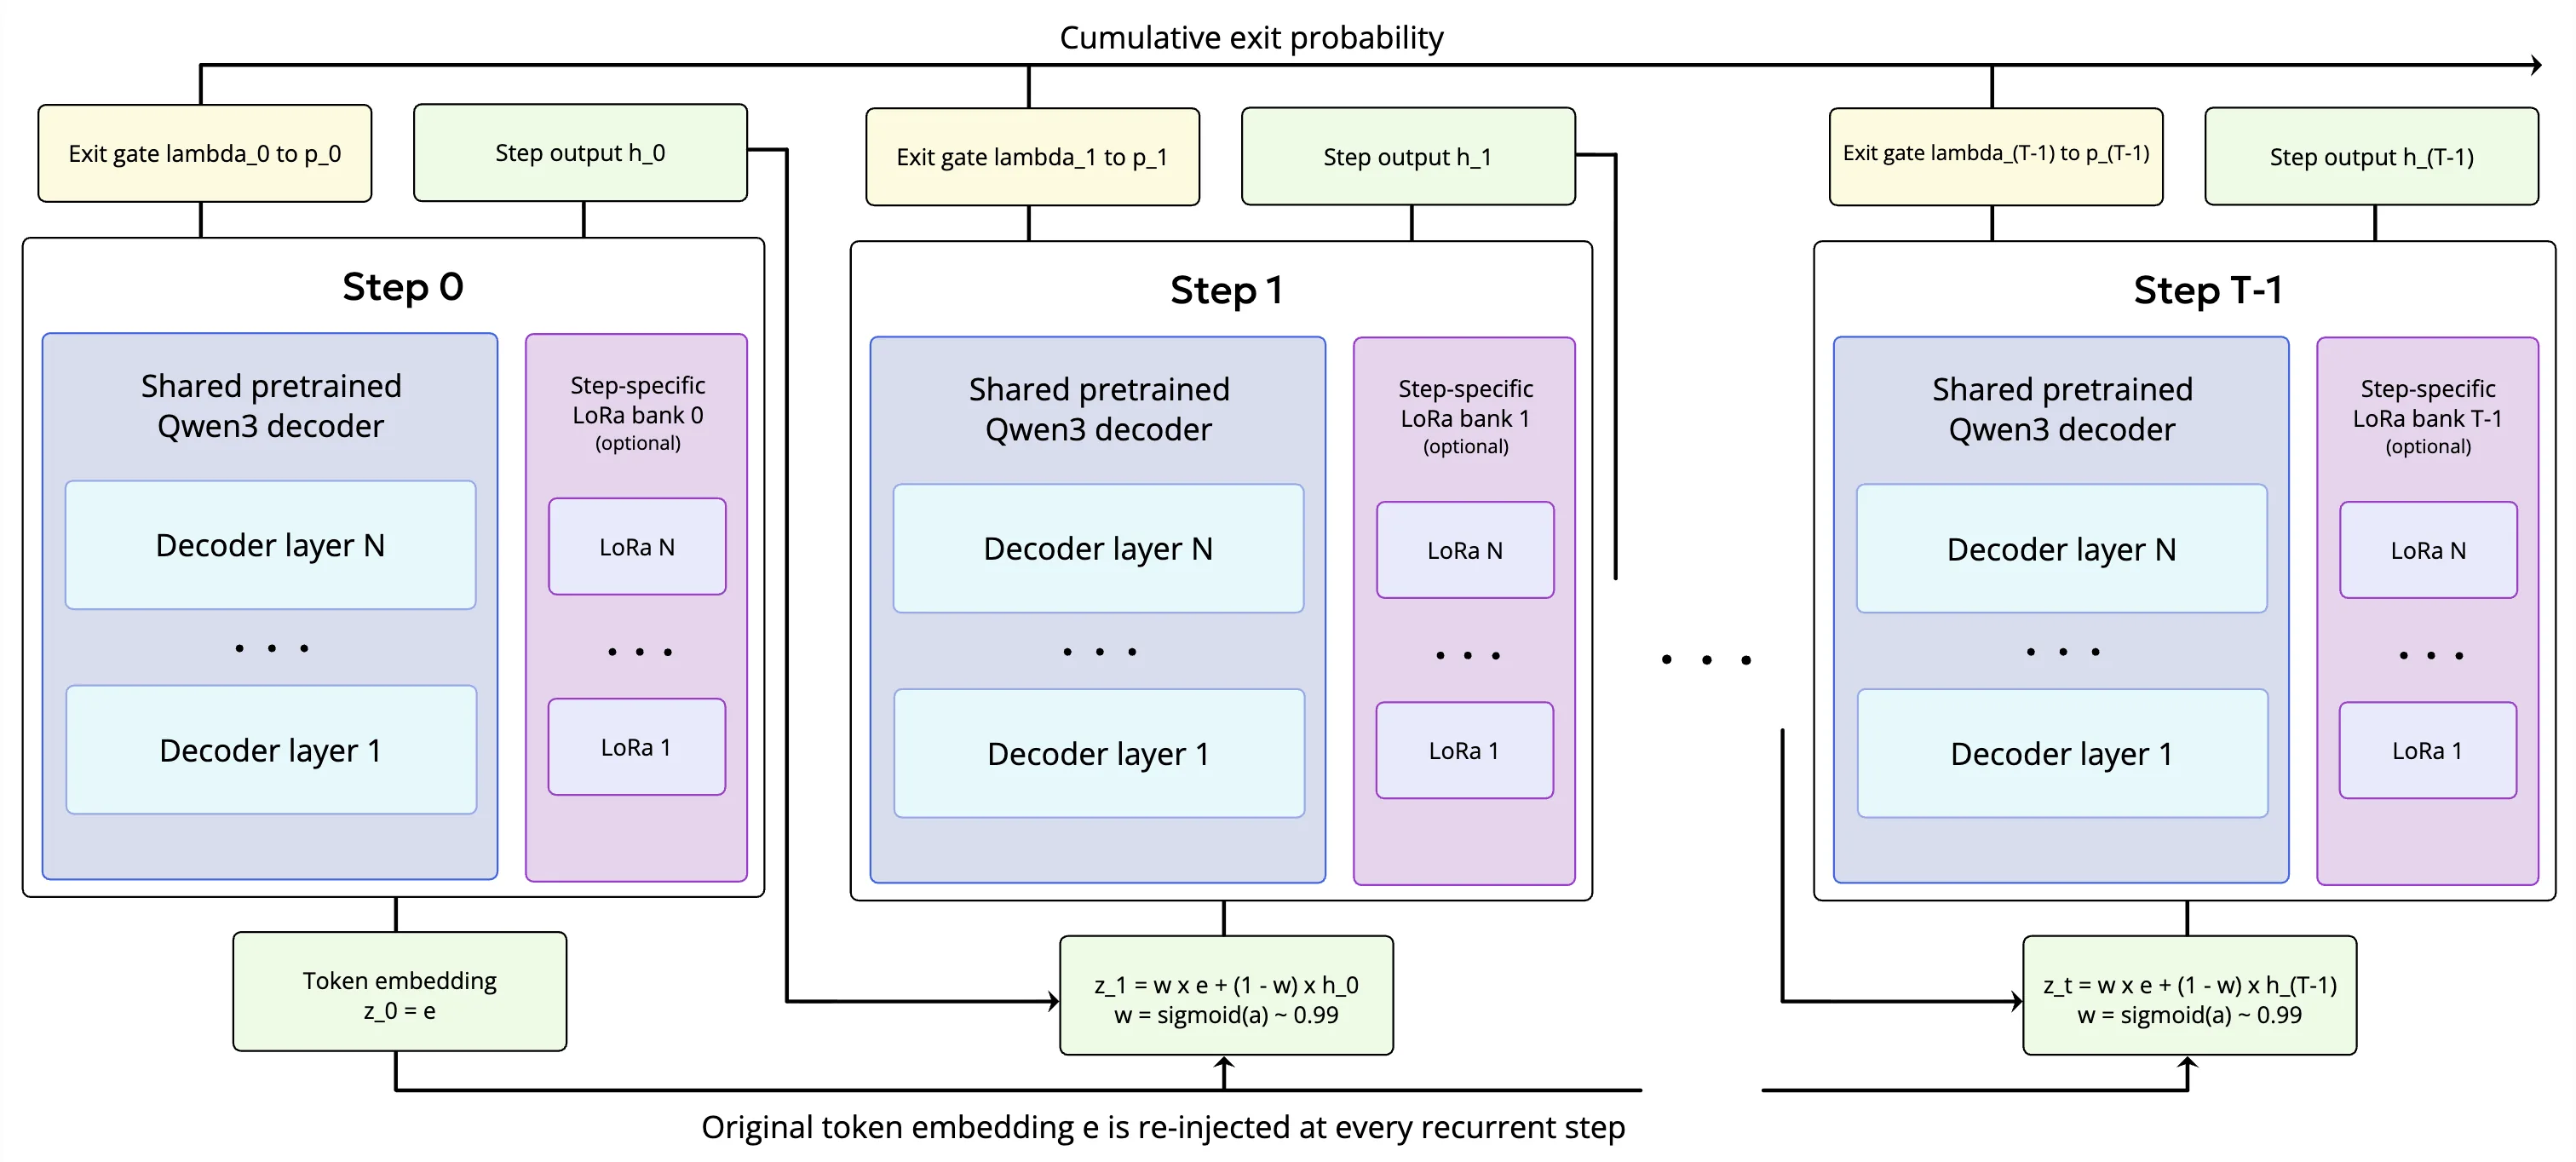 Cumulative exit probability
Exit gate lambda_0 to p_0
Step output h_0
Exit gate lambda_1 to p_1
Step output h_1
Exit gate lambda_(T-1) to p_(T-1)
Step output h_(T-1)
Step 0
Shared pretrained
Qwen3 decoder
Decoder layer N
. . .
Decoder layer 1
Step-specific
LoRa bank 0
(optional)
LoRa N
. . .
LoRa 1
Step 1
Shared pretrained
Qwen3 decoder
Decoder layer N
. . .
Decoder layer 1
Step-specific
LoRa bank 1
(optional)
LoRa N
. . .
LoRa 1
. . .
Step T-1
Shared pretrained
Qwen3 decoder
Decoder layer N
. . .
Decoder layer 1
Step-specific
LoRa bank T-1
(optional)
LoRa N
. . .
LoRa 1
Token embedding
z_0 = e
z_1 = w x e + (1 - w) x h_0
w = sigmoid(a) ~ 0.99
z_t = w x e + (1 - w) x h_(T-1)
w = sigmoid(a) ~ 0.99
Original token embedding e is re-injected at every recurrent step